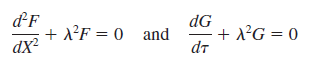 d²F/dX² + λ²F = 0 and dG/dτ + λ²G = 0